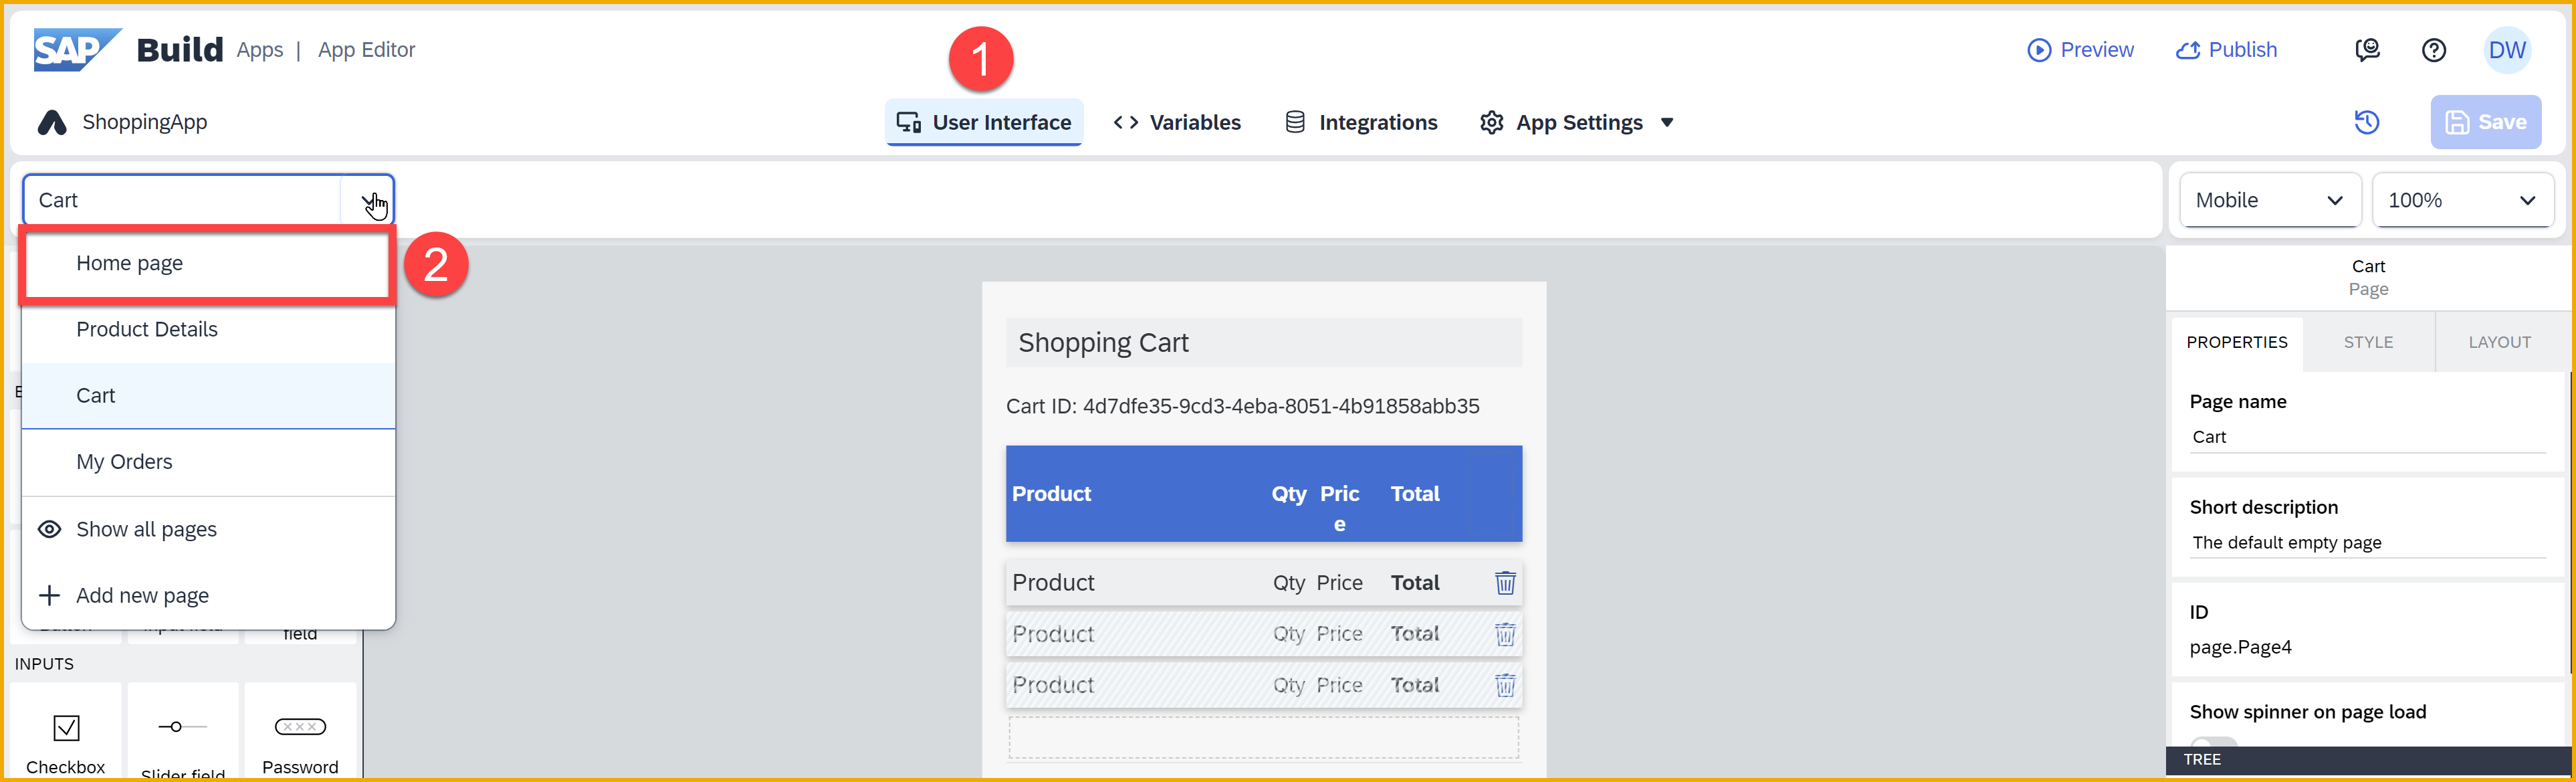 SAP Build Apps | App Editor
1
Preview
Publish
DW
ShoppingApp
User Interface
Variables
Integrations
App Settings
Save
Cart
Mobile
100%
Home page
2
Product Details
Cart
My Orders
Show all pages
Add new page
field
INPUTS
Checkbox
Slider field
Password
Shopping Cart
Cart ID: 4d7dfe35-9cd3-4eba-8051-4b91858abb35
Product Qty Pric Total
e
Product Qty Price Total
Product Qty Price Total
Product Qty Price Total
Cart
Page
PROPERTIES STYLE LAYOUT
Page name
Cart
Short description
The default empty page
ID
page.Page4
Show spinner on page load
TREE